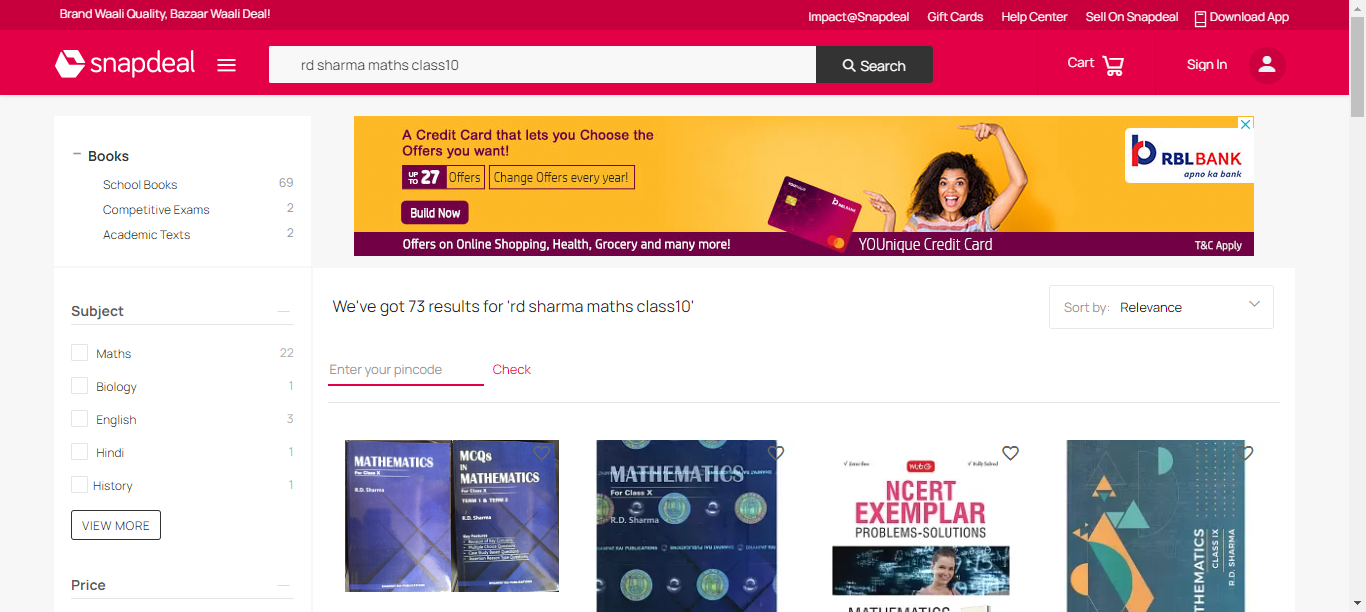 Brand Waali Quality, Bazaar Waali Deal!
Impact@Snapdeal Gift Cards Help Center Sell On Snapdeal Download App
snapdeal
rd sharma maths class10
Search
Cart
Sign In
Books
School Books 69
Competitive Exams 2
Academic Texts 2
A Credit Card that lets you Choose the
Offers you want!
UP TO 27 Offers
Change Offers every year!
Build Now
Offers on Online Shopping, Health, Grocery and many more!
YOUnique Credit Card
T&C Apply
RBLBANK
apno ka bank
Subject
Maths 22
Biology 1
English 3
Hindi 1
History 1
VIEW MORE
Price
We've got 73 results for 'rd sharma maths class10'
Sort by: Relevance
Enter your pincode
Check
MATHEMATICS
For Class X
R.D. Sharma
MCQs
IN
MATHEMATICS
For Class X
TERM 1 & TERM 2
R.D. Sharma
Key Features
MATHEMATICS
For Class X
R.D. Sharma
NCERT
EXEMPLAR
PROBLEMS-SOLUTIONS
MATHEMATICS
CLASS IX
R.D. SHARMA